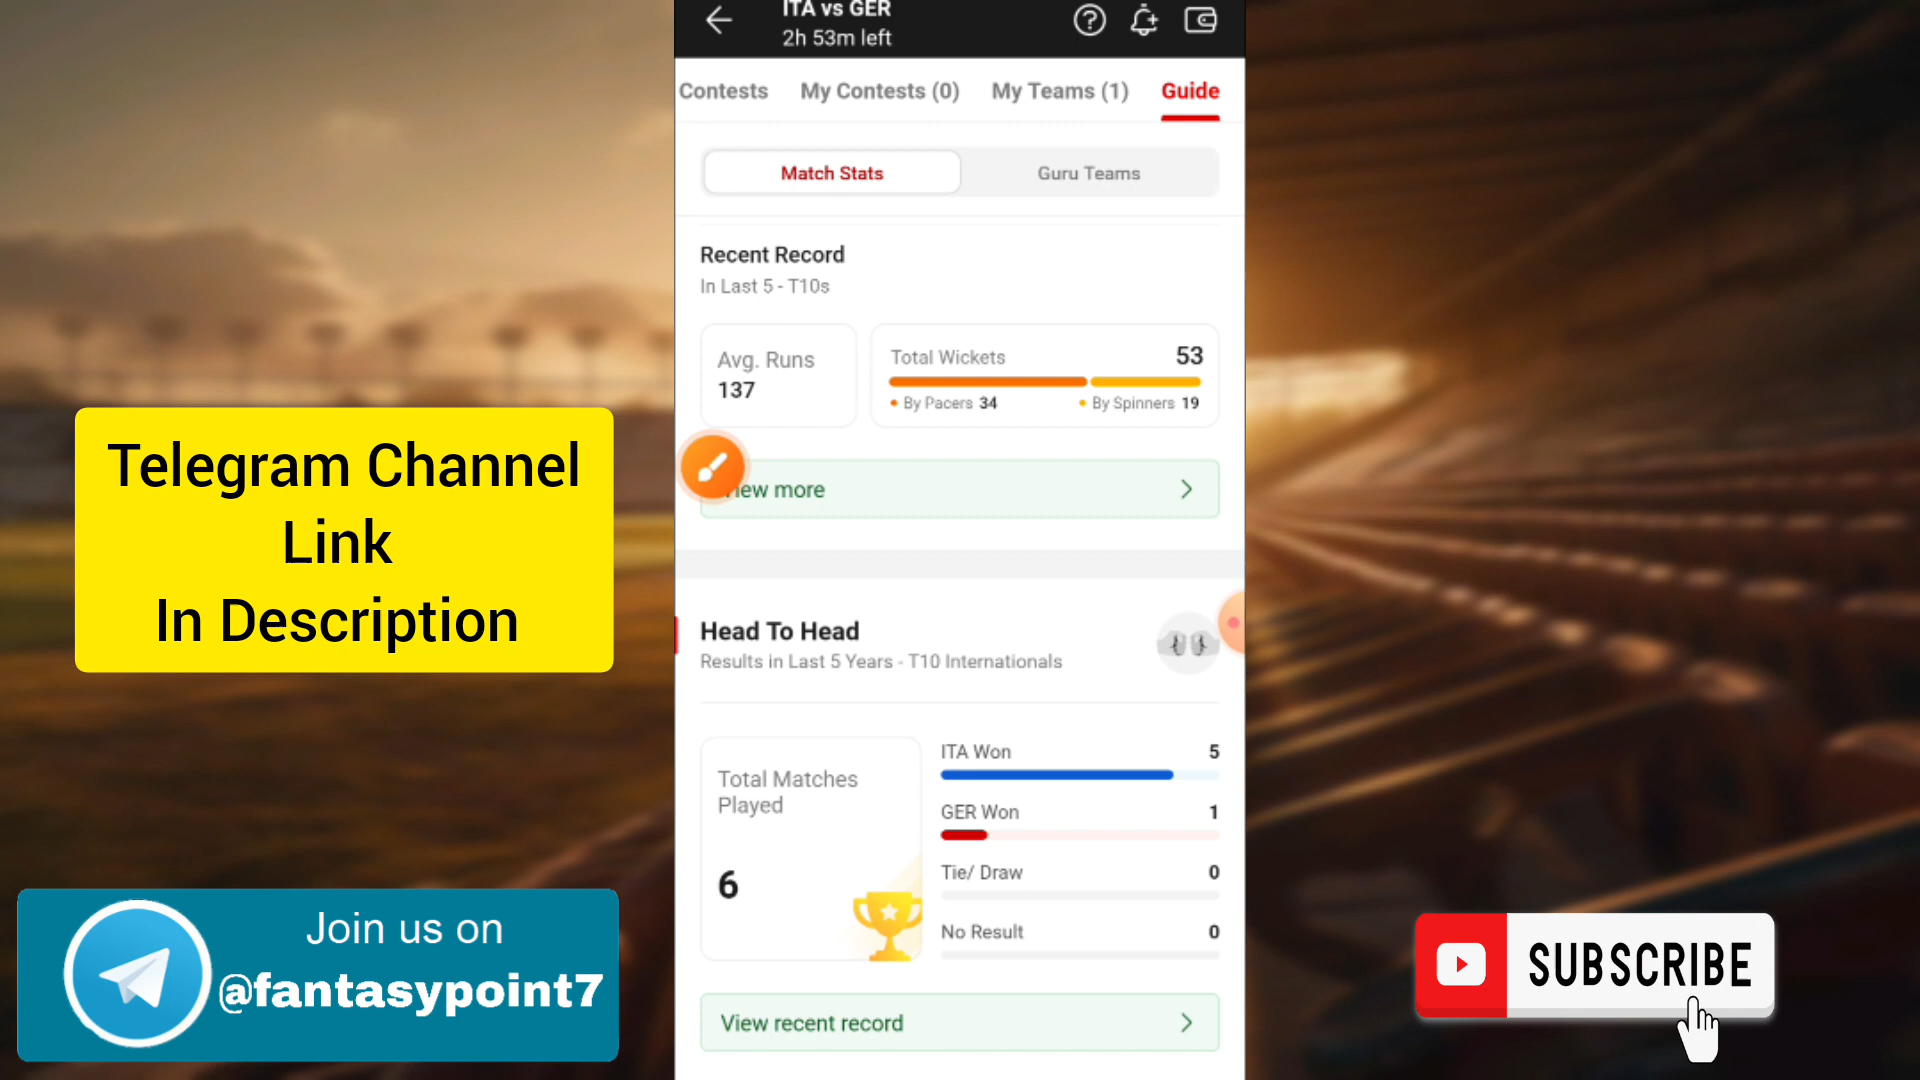 ITA vs GER
2h 53m left
Contests My Contests (0) My Teams (1) Guide
Match Stats Guru Teams
Recent Record
In Last 5 - T10s
Avg. Runs
137
Total Wickets 53
By Pacers 34 By Spinners 19
iew more
Head To Head
Results in Last 5 Years - T10 Internationals
Total Matches
Played
6
ITA Won 5
GER Won 1
Tie/ Draw 0
No Result 0
View recent record
Telegram Channel
Link
In Description
Join us on
@fantasypoint7
SUBSCRIBE